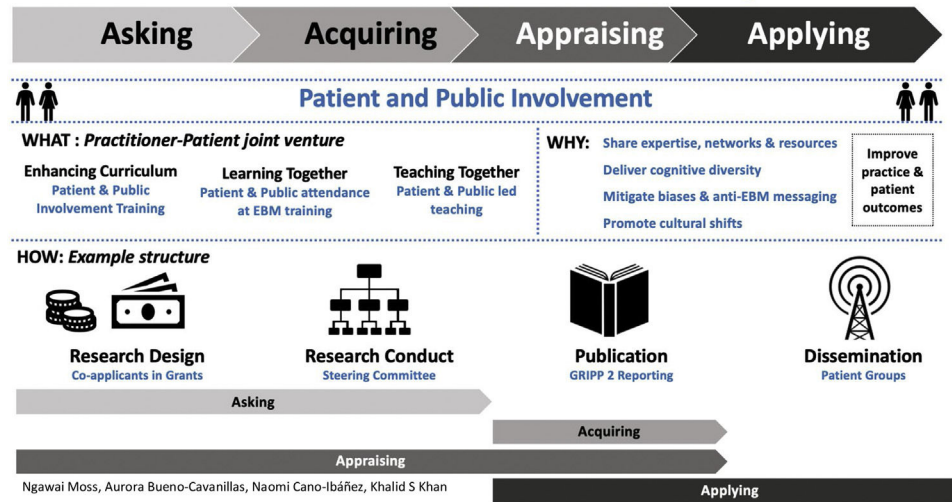 Asking
Acquiring
Appraising
Applying
Patient and Public Involvement
WHAT : Practitioner-Patient joint venture
Enhancing Curriculum
Patient & Public
Involvement Training
Learning Together
Patient & Public attendance
at EBM training
Teaching Together
Patient & Public led
teaching
WHY:
Share expertise, networks & resources
Deliver cognitive diversity
Mitigate biases & anti-EBM messaging
Promote cultural shifts
Improve
practice &
patient
outcomes
HOW: Example structure
Research Design
Co-applicants in Grants
Research Conduct
Steering Committee
Publication
GRIPP 2 Reporting
Dissemination
Patient Groups
Asking
Acquiring
Appraising
Applying
Ngawai Moss, Aurora Bueno-Cavanillas, Naomi Cano-Ibáñez, Khalid S Khan